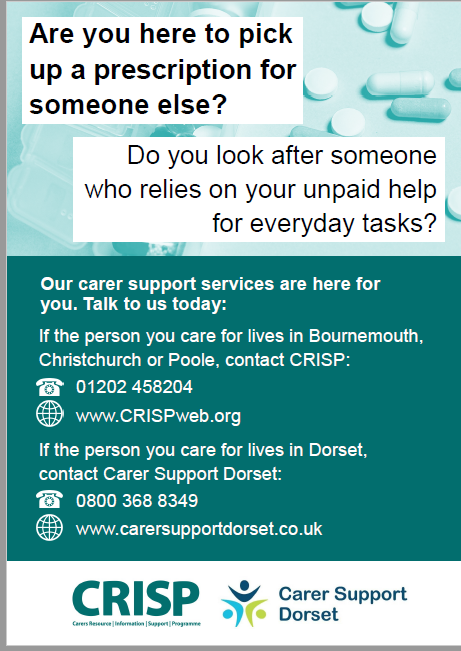 Are you here to pick
up a prescription for
someone else?
Do you look after someone
who relies on your unpaid help
for everyday tasks?
Our carer support services are here for
you. Talk to us today:
If the person you care for lives in Bournemouth,
Christchurch or Poole, contact CRISP:
01202 458204
www.CRISPweb.org
If the person you care for lives in Dorset,
contact Carer Support Dorset:
0800 368 8349
www.carersupportdorset.co.uk
CRISP
Carers Resource | Information | Support | Programme
Carer Support
Dorset